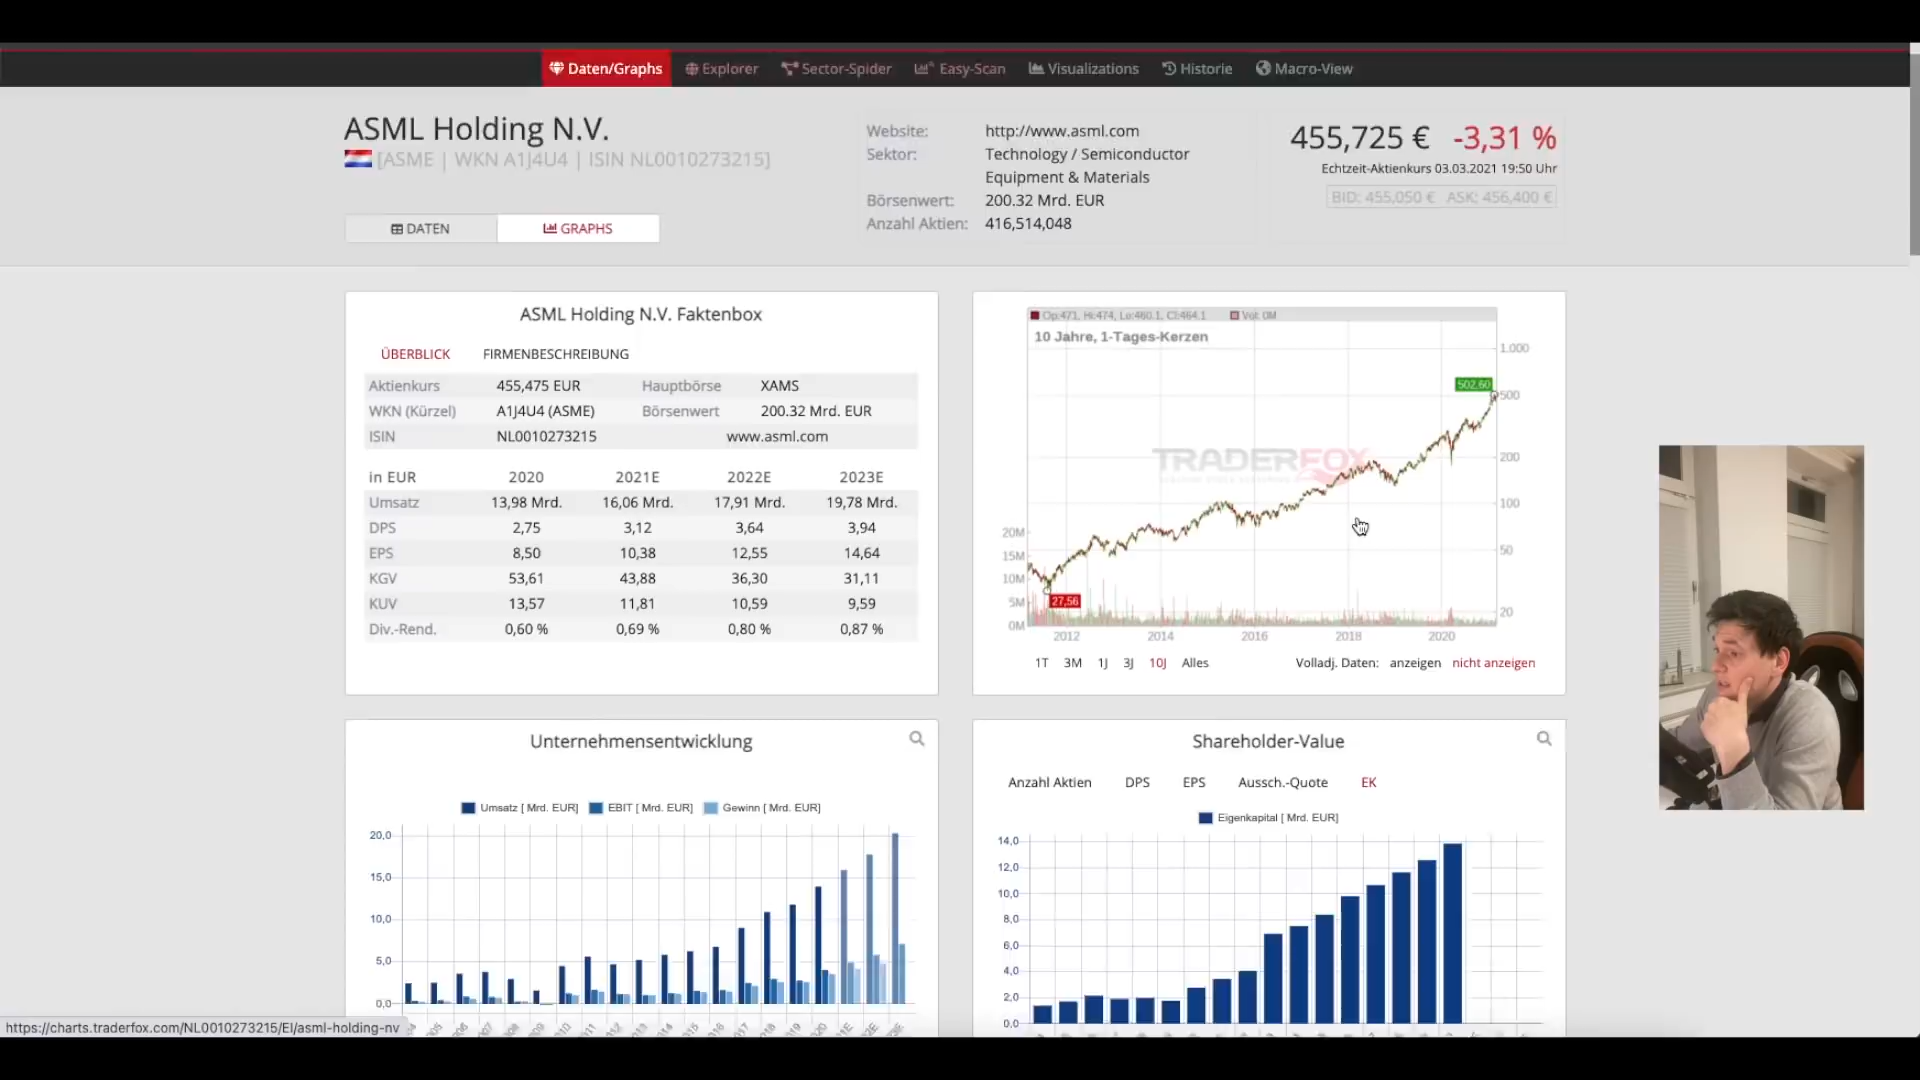 Daten/Graphs Explorer Sector-Spider Easy-Scan Visualizations Historie Macro-View
ASML Holding N.V.
[ASME | WKN A1J4U4 | ISIN NL0010273215]
DATEN GRAPHS
Website: http://www.asml.com
Sektor: Technology / Semiconductor
Equipment & Materials
Börsenwert: 200.32 Mrd. EUR
Anzahl Aktien: 416,514,048
455,725 € -3,31 %
Echtzeit-Aktienkurs 03.03.2021 19:50 Uhr
BID: 455,050 € ASK: 456,400 €
ASML Holding N.V. Faktenbox
ÜBERBLICK FIRMENBESCHREIBUNG
Aktienkurs 455,475 EUR Hauptbörse XAMS
WKN (Kürzel) A1J4U4 (ASME) Börsenwert 200.32 Mrd. EUR
ISIN NL0010273215 www.asml.com
in EUR 2020 2021E 2022E 2023E
Umsatz 13,98 Mrd. 16,06 Mrd. 17,91 Mrd. 19,78 Mrd.
DPS 2,75 3,12 3,64 3,94
EPS 8,50 10,38 12,55 14,64
KGV 53,61 43,88 36,30 31,11
KUV 13,57 11,81 10,59 9,59
Div.-Rend. 0,60 % 0,69 % 0,80 % 0,87 %
Op:471, Hi:474, Lo:460.1, Cl:464.1 Vol: 0M
10 Jahre, 1-Tages-Kerzen
1.000
502,60
500
TRADERFOX
200
100
20M
15M
50
10M
5M
27,56
20
0M
2012 2014 2016 2018 2020
1T 3M 1J 3J 10J Alles Volladj. Daten: anzeigen nicht anzeigen
Unternehmensentwicklung
Umsatz [ Mrd. EUR] EBIT [ Mrd. EUR] Gewinn [ Mrd. EUR]
20,0
15,0
10,0
5,0
0,0
Shareholder-Value
Anzahl Aktien DPS EPS Aussch.-Quote EK
Eigenkapital [ Mrd. EUR]
14,0
12,0
10,0
8,0
6,0
4,0
2,0
0,0
https://charts.traderfox.com/NL0010273215/EI/asml-holding-nv